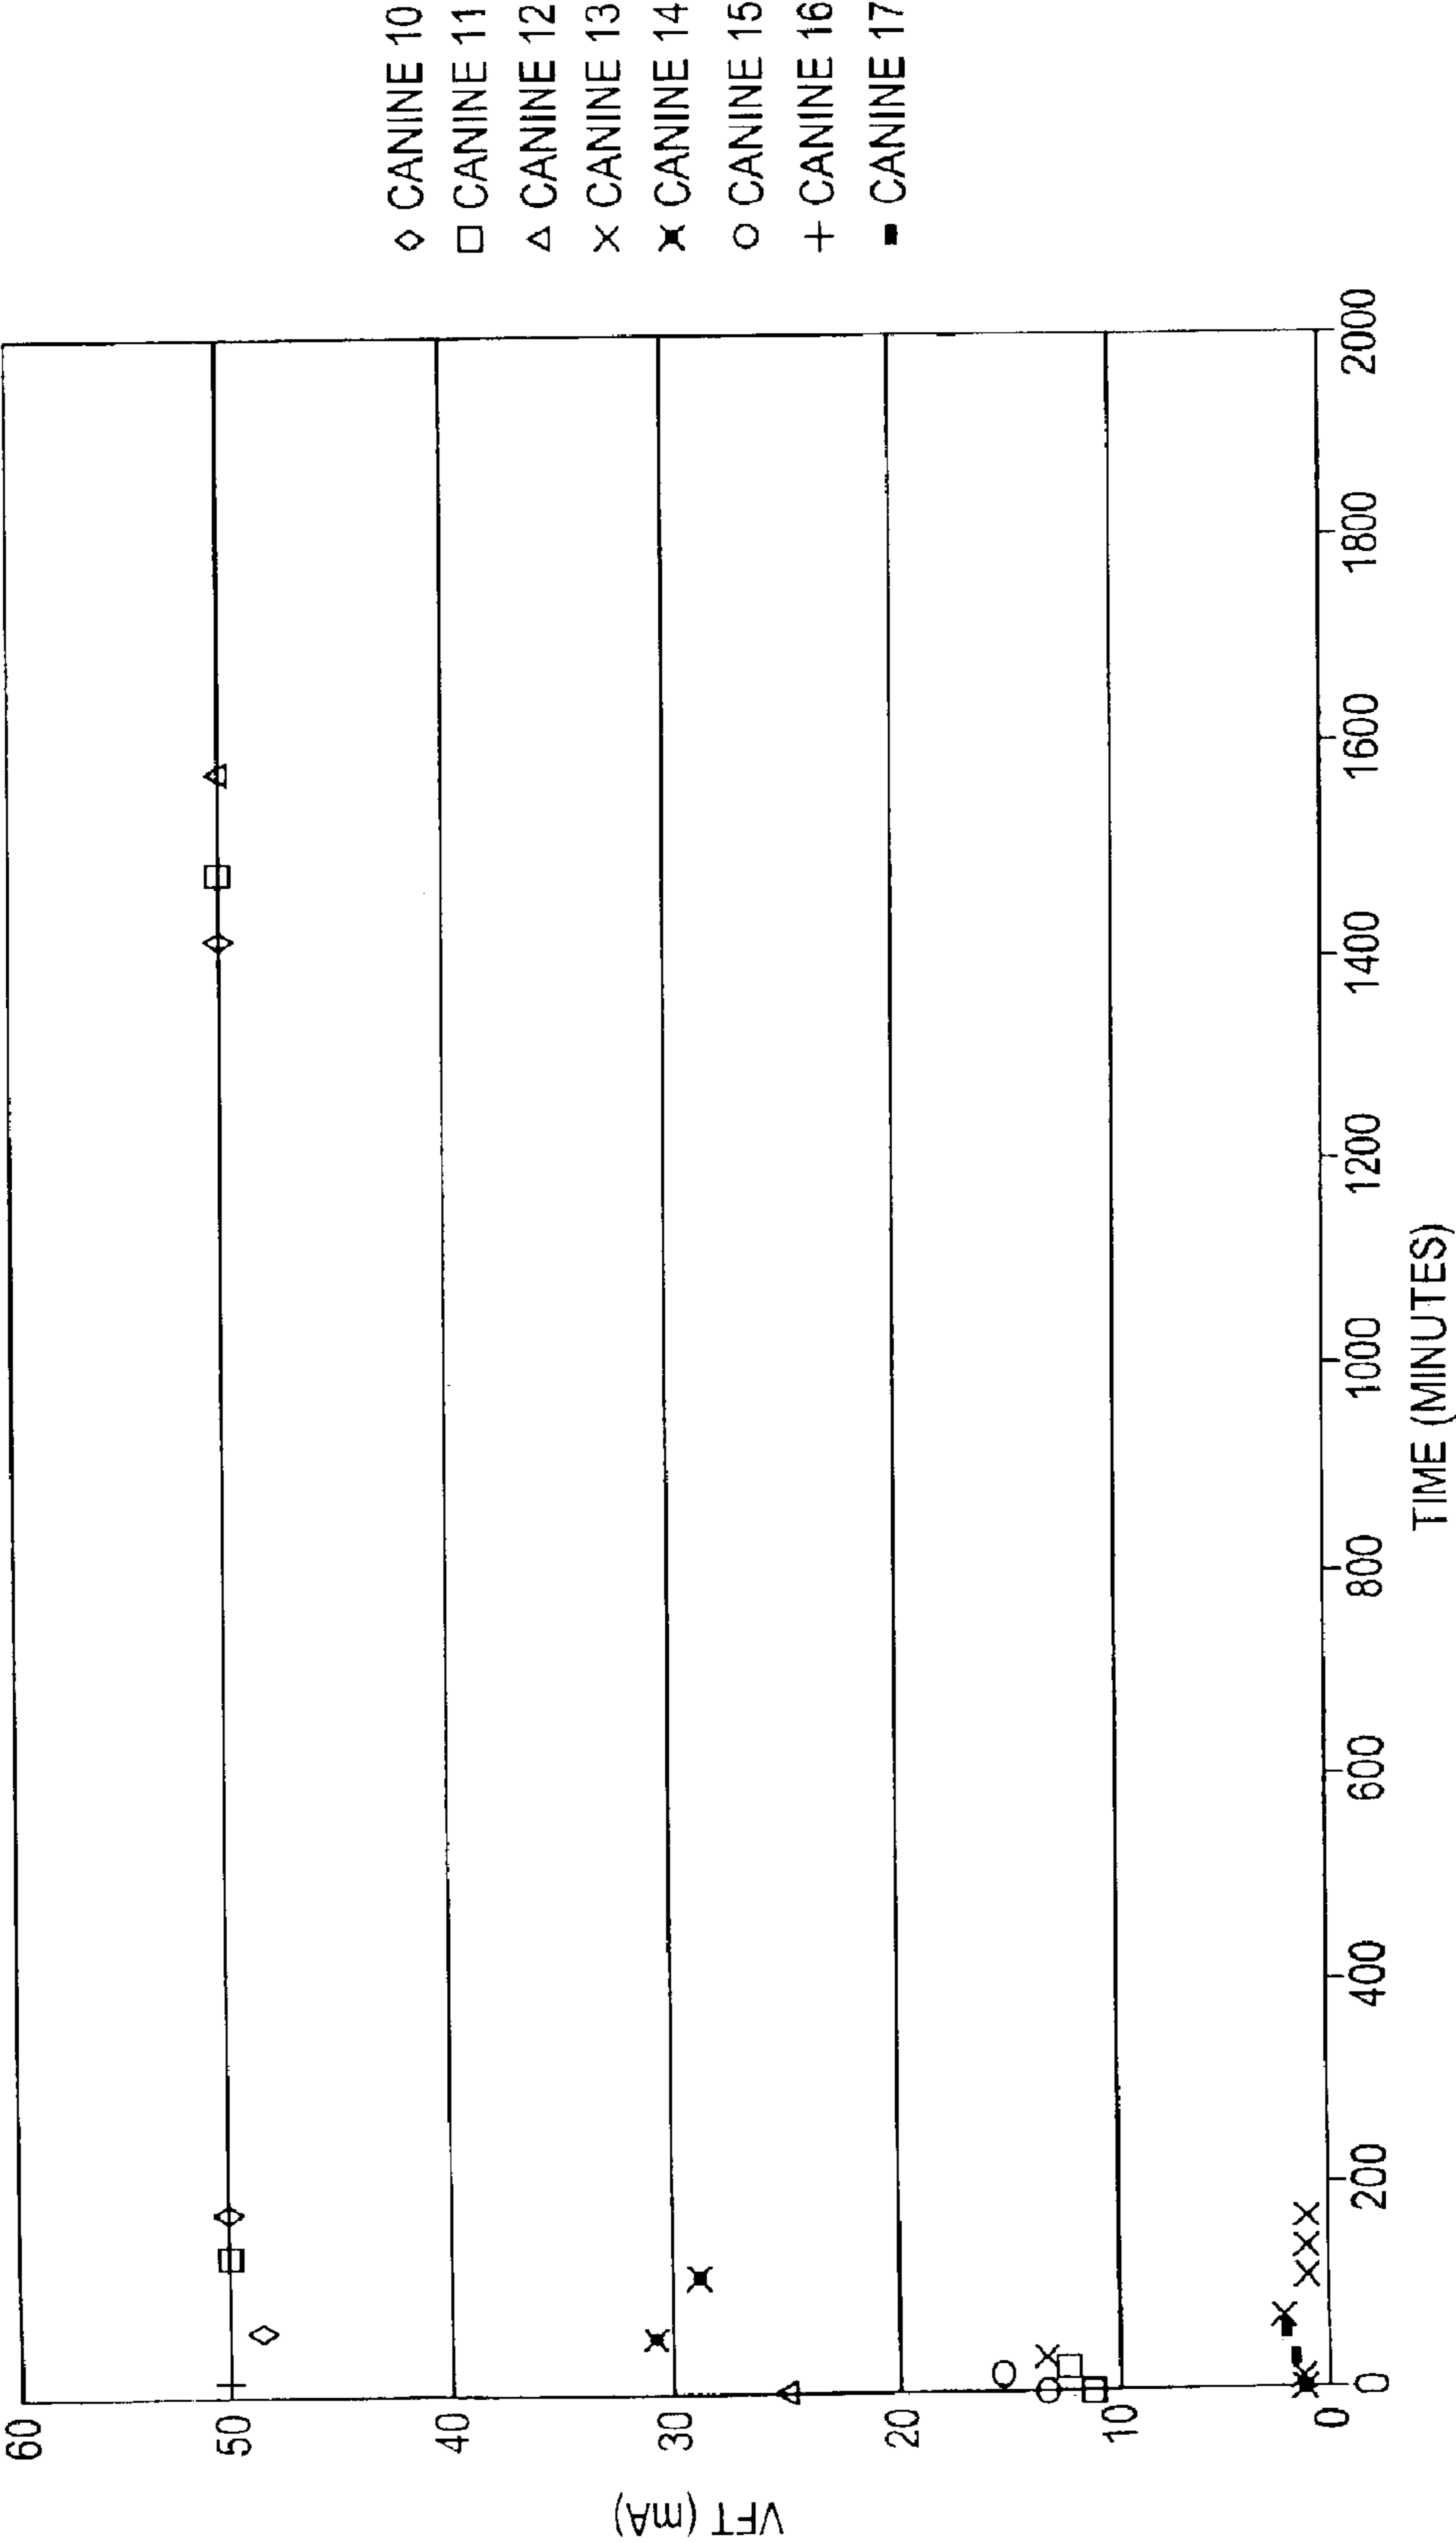 60
50
40
30
20
10
0
VFT (mA)
0
200
400
600
800
1000
1200
1400
1600
1800
2000
TIME (MINUTES)
CANINE 10
CANINE 11
CANINE 12
CANINE 13
CANINE 14
CANINE 15
CANINE 16
CANINE 17